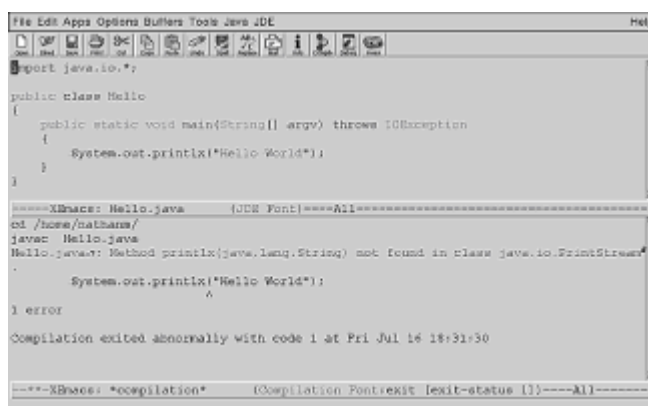 File Edit Apps Options Buffers Tools Java JDE Hel
import java.io.*;
public class Hello
{
public static void main(String[] argv) throws IOException
{
System.out.printlx("Hello World");
}
}
-----XEmacs: Hello.java (JDE Font)----All----------------------------------------
cd /home/nathanm/
javac Hello.java
Hello.java:7: Method printlx(java.lang.String) not found in class java.io.PrintStream
.
System.out.printlx("Hello World");
^
1 error
Compilation exited abnormally with code 1 at Fri Jul 16 18:31:30
--**-XEmacs: *compilation* (Compilation Font:exit [exit-status 1])----All-------